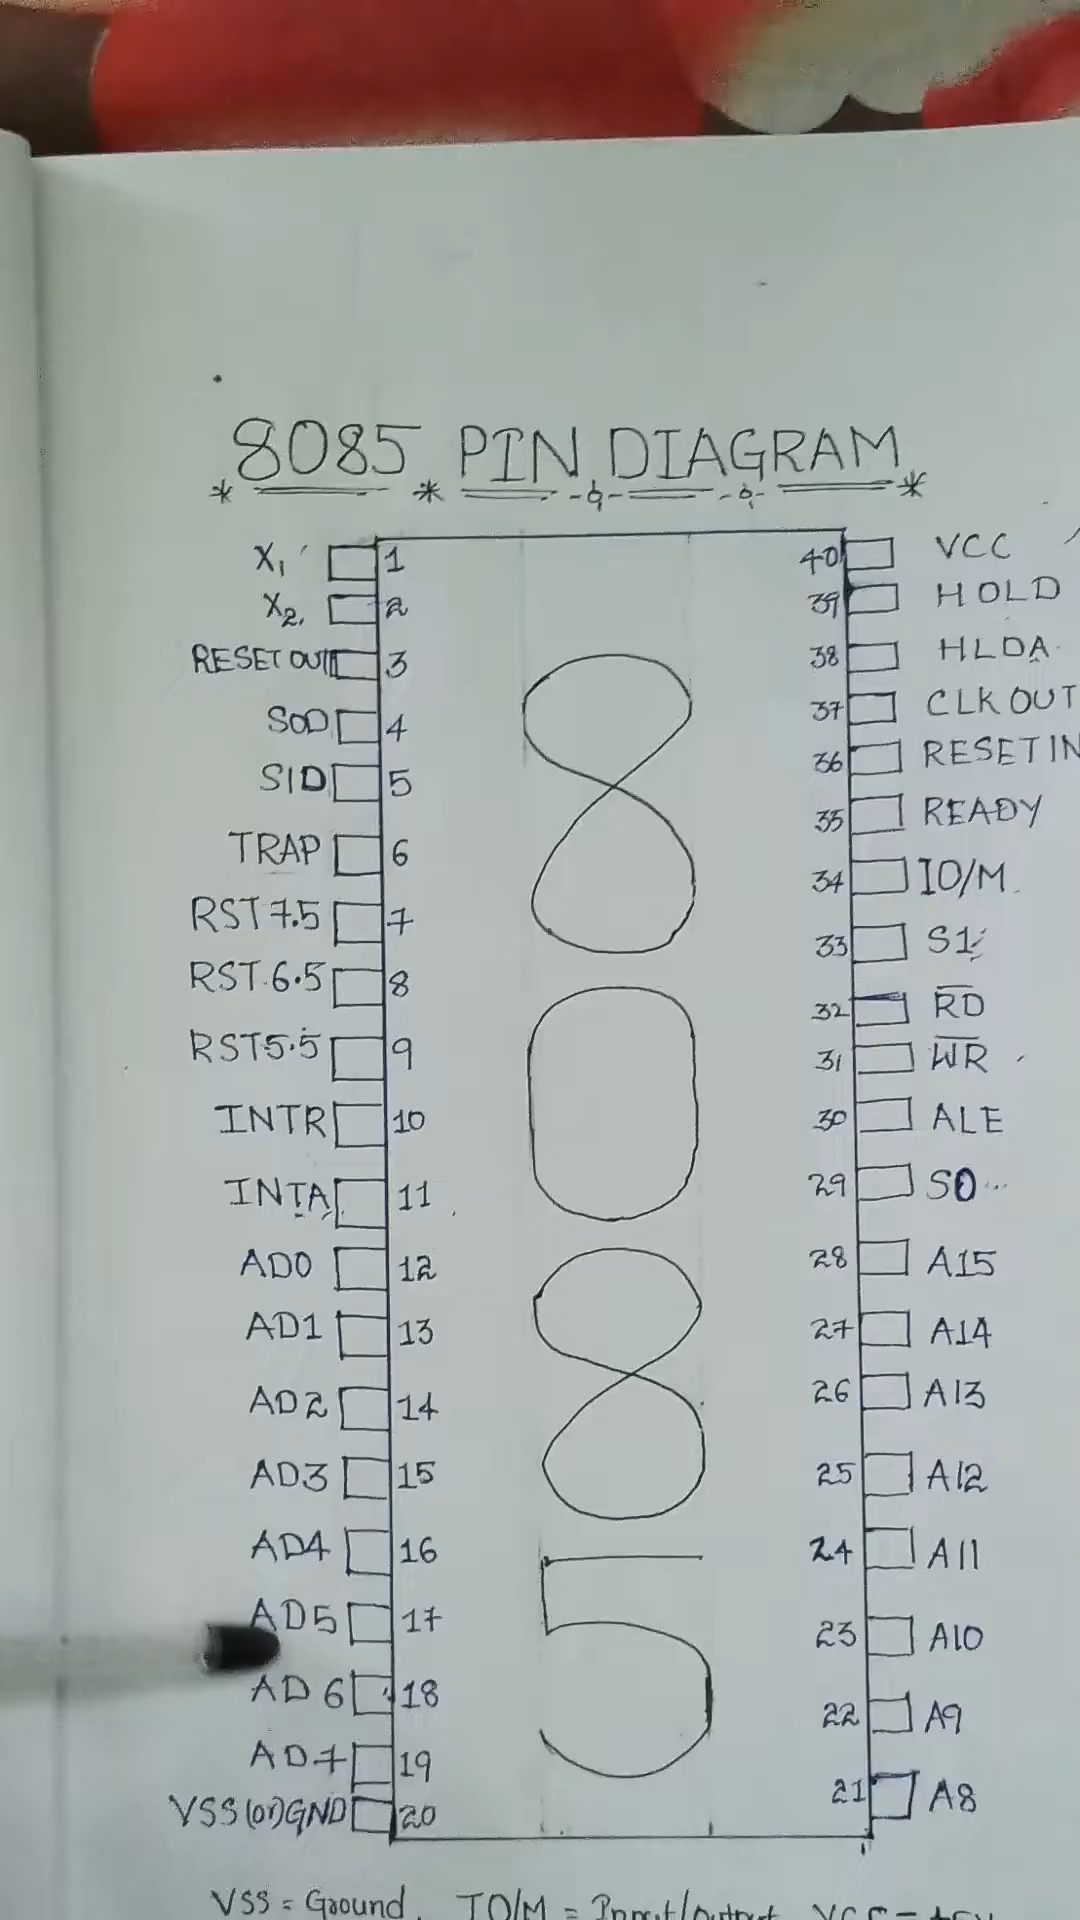 8085 PIN DIAGRAM
X1 1 40 VCC
X2 2 39 HOLD
RESET OUT 3 38 HLDA
SOD 4 37 CLK OUT
SID 5 36 RESET IN
TRAP 6 35 READY
RST 7.5 7 34 IO/M
RST 6.5 8 33 S1
RST 5.5 9 32 R̅D̅
INTR 10 31 W̅R̅
INTA 11 30 ALE
AD0 12 29 S0
AD1 13 28 A15
AD2 14 27 A14
AD3 15 26 A13
AD4 16 25 A12
AD5 17 24 A11
AD6 18 23 A10
AD7 19 22 A9
VSS (or) GND 20 21 A8
8085
VSS = Ground, IO/M = Input/output, VCC = +5V